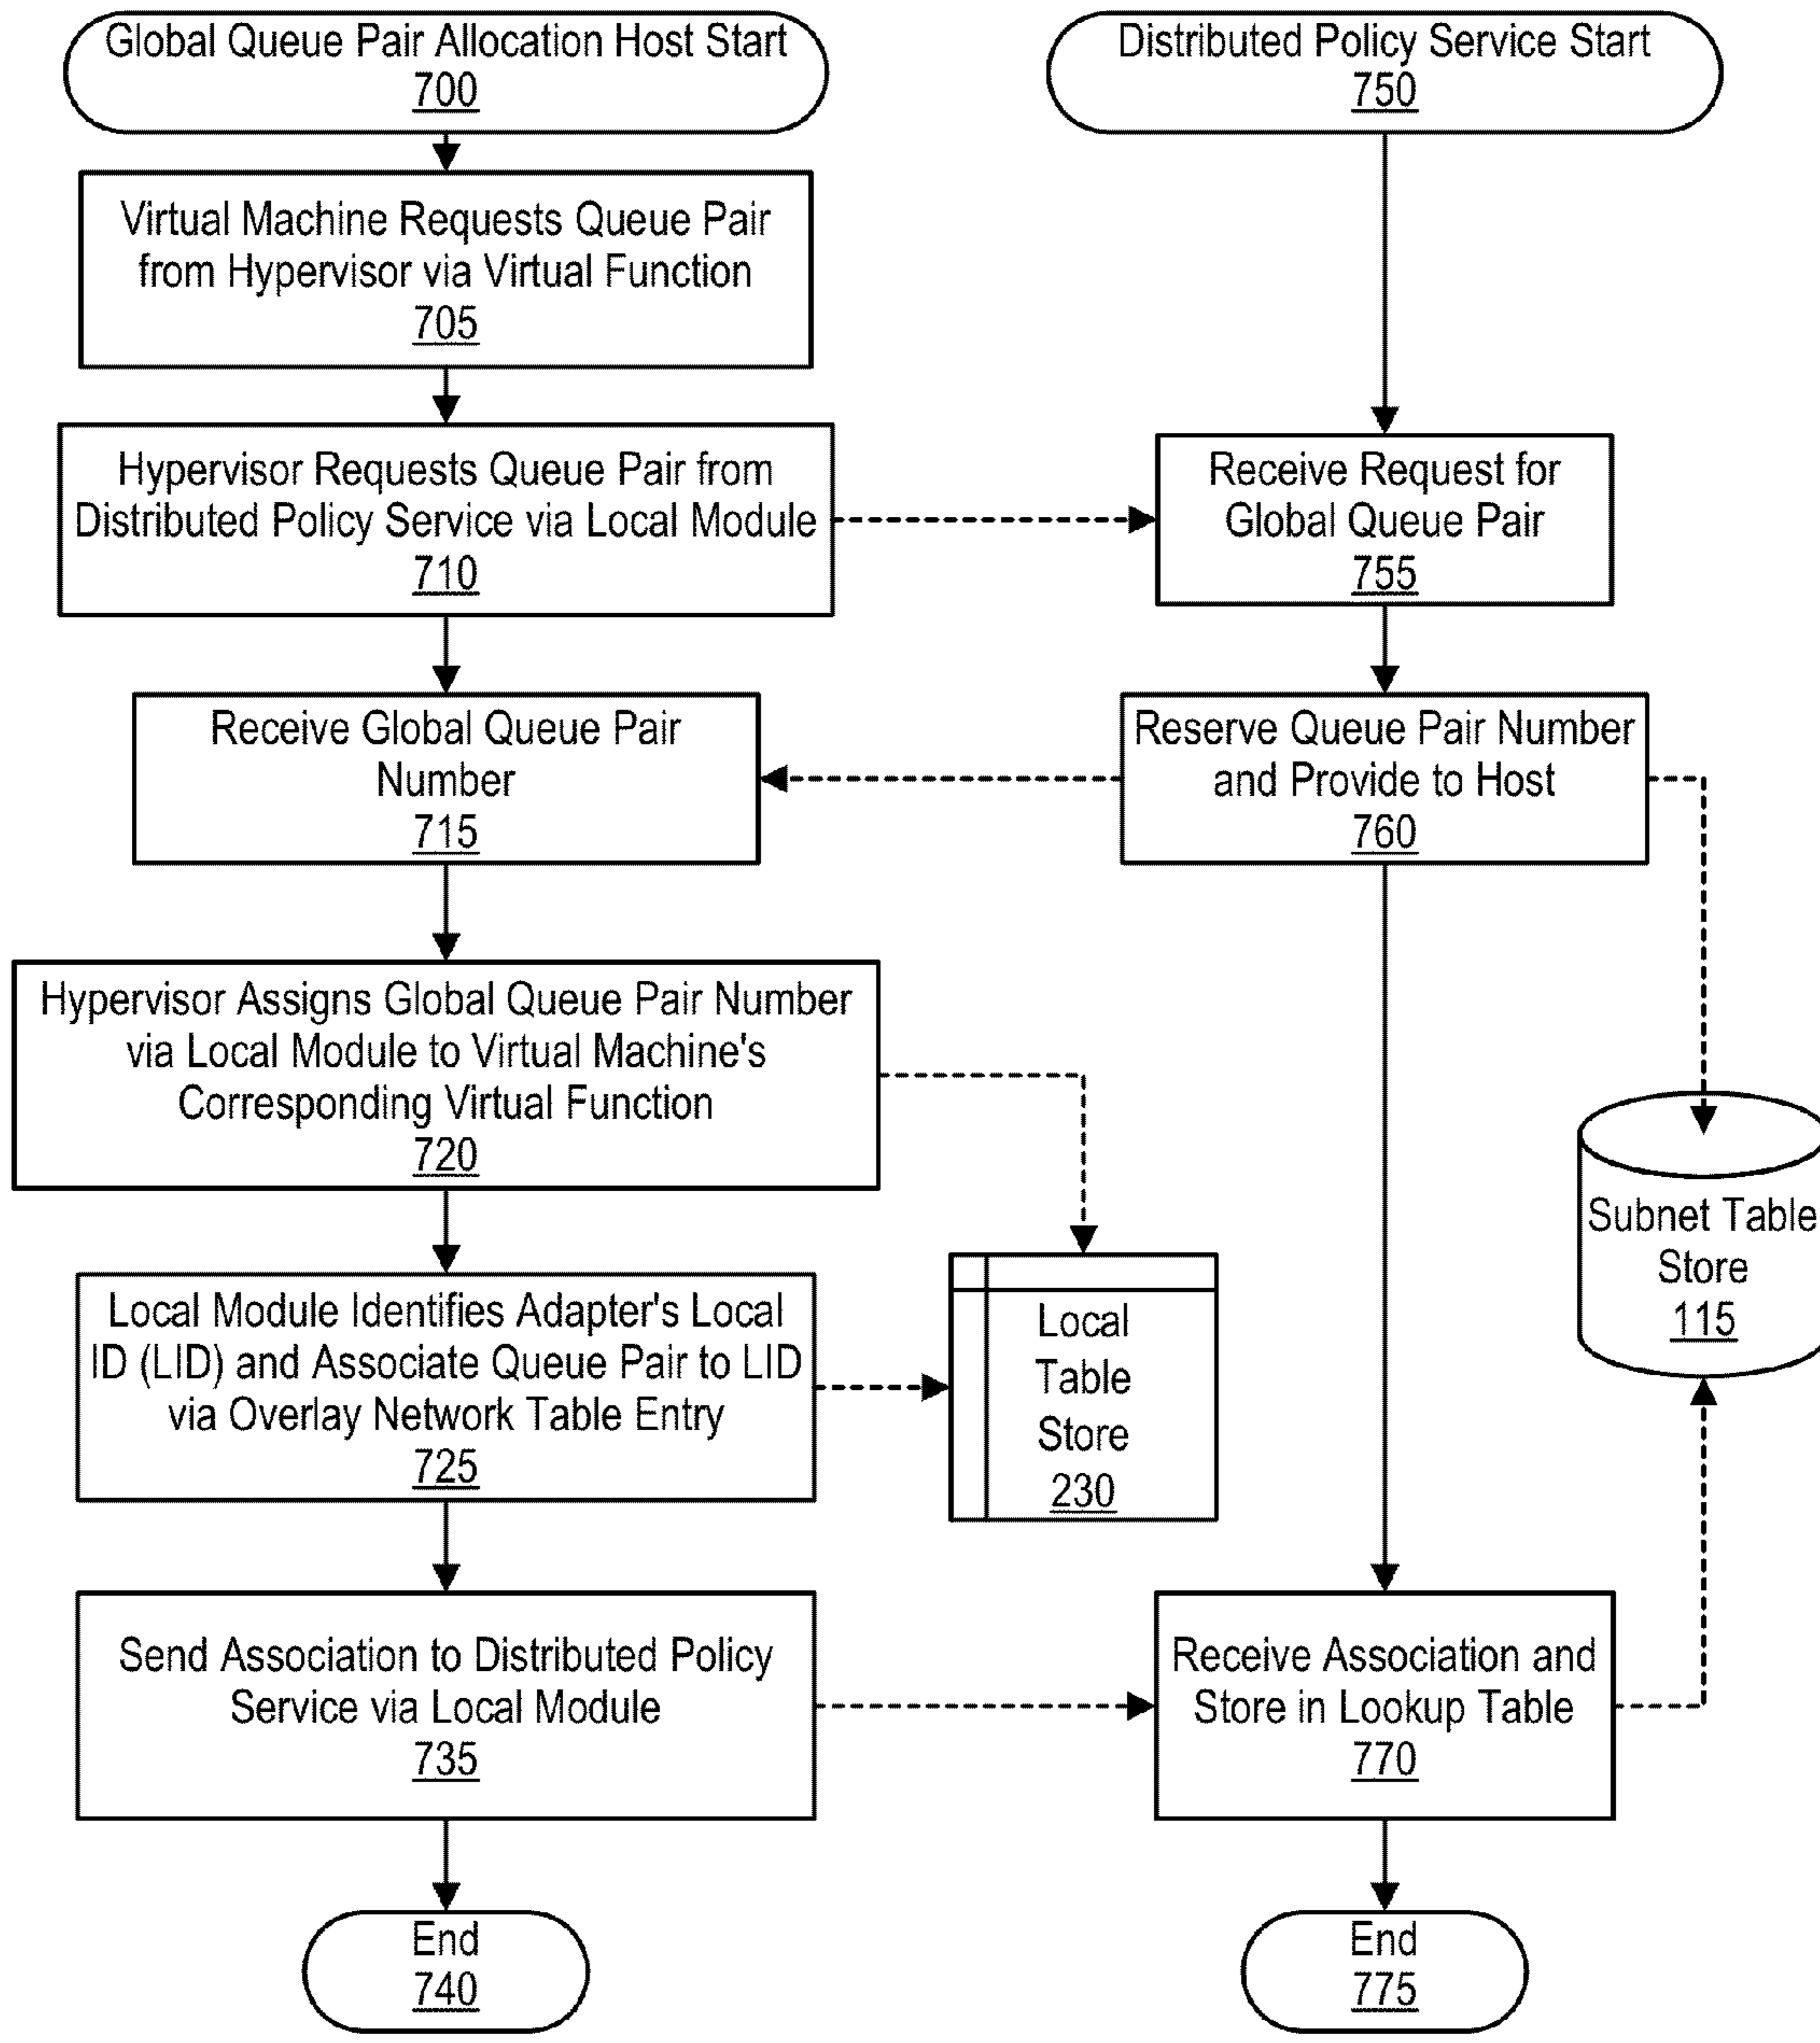 Global Queue Pair Allocation Host Start
700
Virtual Machine Requests Queue Pair
from Hypervisor via Virtual Function
705
Hypervisor Requests Queue Pair from
Distributed Policy Service via Local Module
710
Receive Global Queue Pair
Number
715
Hypervisor Assigns Global Queue Pair Number
via Local Module to Virtual Machine's
Corresponding Virtual Function
720
Local Module Identifies Adapter's Local
ID (LID) and Associate Queue Pair to LID
via Overlay Network Table Entry
725
Send Association to Distributed Policy
Service via Local Module
735
End
740
Local
Table
Store
230
Distributed Policy Service Start
750
Receive Request for
Global Queue Pair
755
Reserve Queue Pair Number
and Provide to Host
760
Receive Association and
Store in Lookup Table
770
End
775
Subnet Table
Store
115